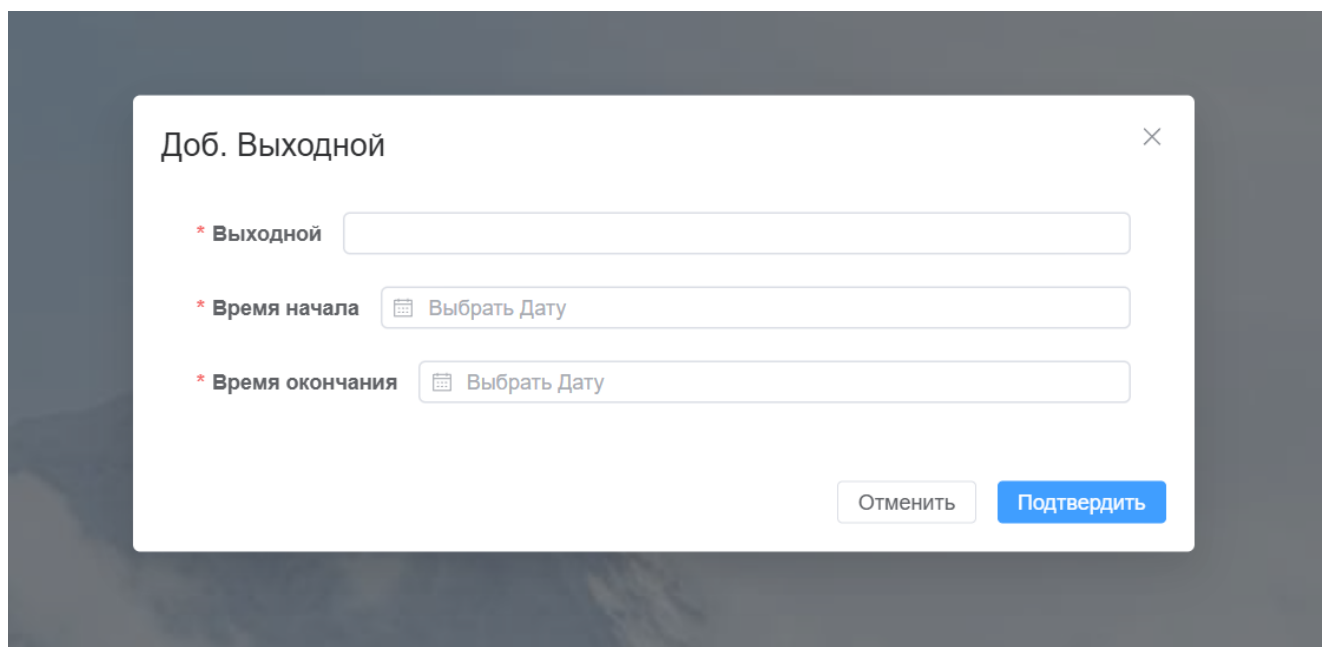 Доб. Выходной
* Выходной
* Время начала Выбрать Дату
* Время окончания Выбрать Дату
Отменить Подтвердить